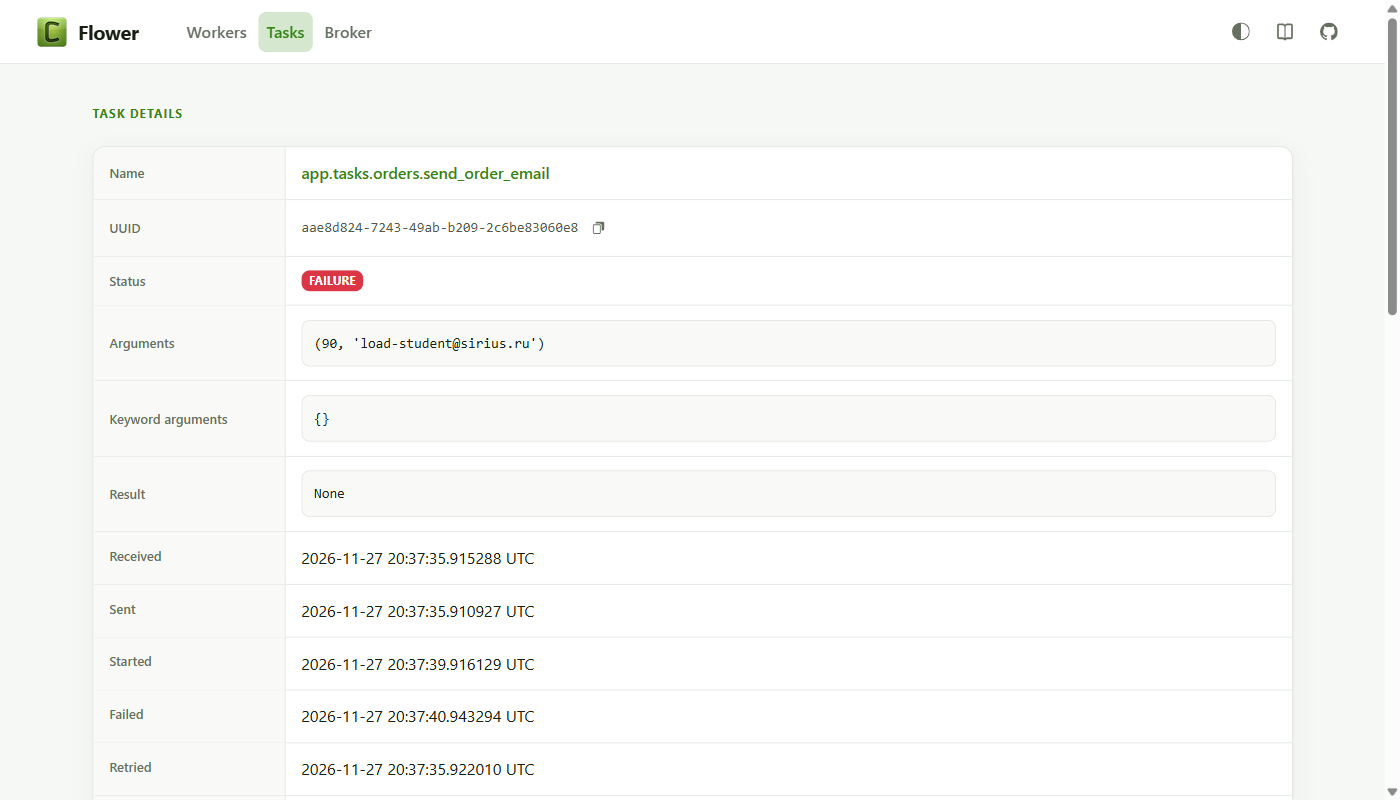 C Flower Workers Tasks Broker
TASK DETAILS
Name app.tasks.orders.send_order_email
UUID aae8d824-7243-49ab-b209-2c6be83060e8
Status FAILURE
Arguments (90, 'load-student@sirius.ru')
Keyword arguments {}
Result None
Received 2026-11-27 20:37:35.915288 UTC
Sent 2026-11-27 20:37:35.910927 UTC
Started 2026-11-27 20:37:39.916129 UTC
Failed 2026-11-27 20:37:40.943294 UTC
Retried 2026-11-27 20:37:35.922010 UTC